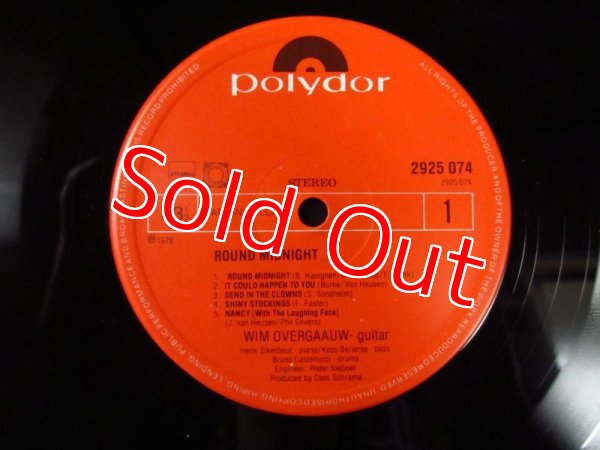 polydor
STEMRA
STEREO
2925 074
2925 074
33
1
℗ 1978
Sold Out
ROUND MIDNIGHT
1 'ROUND MIDNIGHT (B. Hanighen
2 IT COULD HAPPEN TO YOU (Burke/Van Heusen)
3 SEND IN THE CLOWNS (S. Sondheim)
4 SHINY STOCKINGS (F. Foster)
5 NANCY (With The Laughing Face)
(J. van Heusen/Phil Silvers)
WIM OVERGAAUW- guitar
Henk Elkerbout - piano/Koos Serierse - bass
Bruno Castellucci - drums
Engineer: Pieter Nieboer
Produced by Cees Schrama
ALL RIGHTS OF THE PRODUCER AND OF THE OWNER OF THE WORK REPRODUCED RESERVED UNAUTHORISED COPYING HIRING LENDING PUBLIC PERFORMANCE AND BROADCASTING OF THIS RECORD PROHIBITED